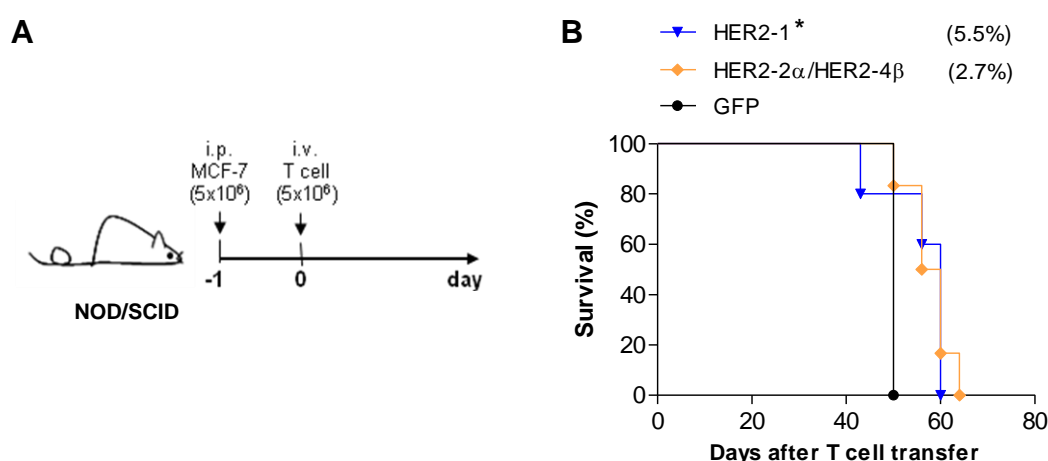 A
i.p.
MCF-7
(5x10⁶)
i.v.
T cell
(5x10⁶)
-1
0
day
NOD/SCID
B
HER2-1 * (5.5%)
HER2-2α/HER2-4β (2.7%)
GFP
100
80
60
40
20
0
Survival (%)
0 20 40 60 80
Days after T cell transfer